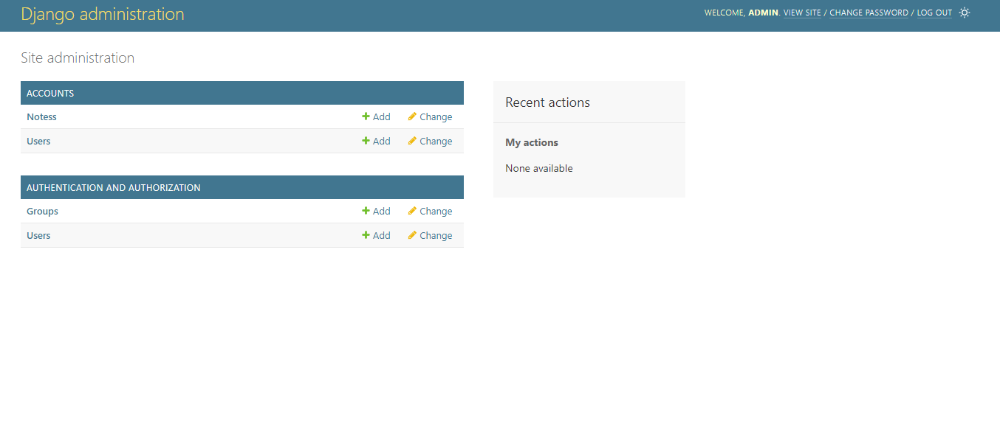 Django administration
WELCOME, ADMIN. VIEW SITE / CHANGE PASSWORD / LOG OUT
Site administration
ACCOUNTS
Notess Add Change
Users Add Change
AUTHENTICATION AND AUTHORIZATION
Groups Add Change
Users Add Change
Recent actions
My actions
None available